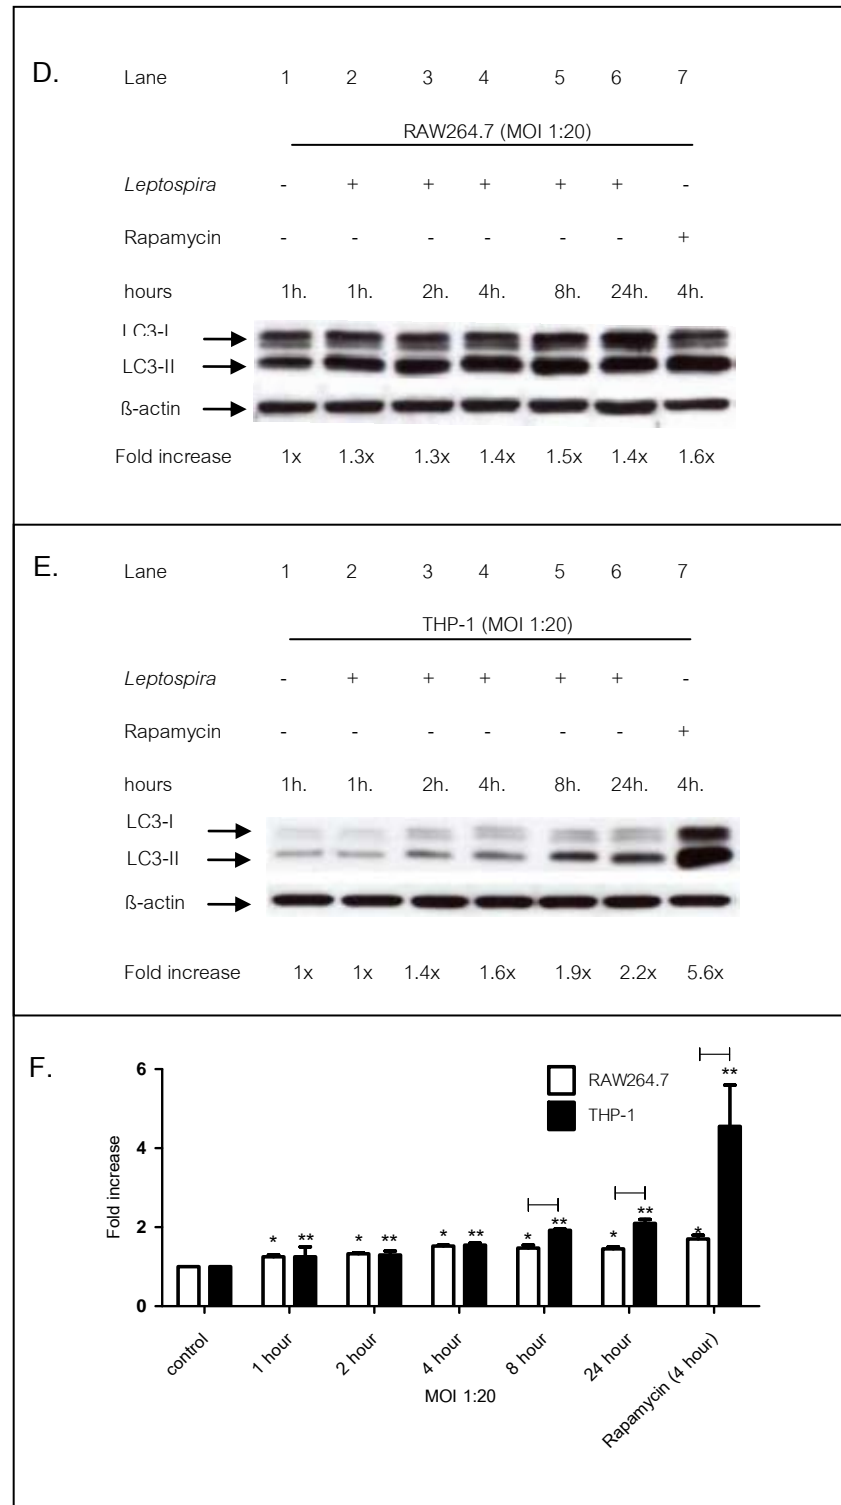 D. Lane 1 2 3 4 5 6 7
RAW264.7 (MOI 1:20)
Leptospira - + + + + + -
Rapamycin - - - - - - +
hours 1h. 1h. 2h. 4h. 8h. 24h. 4h.
LC3-I
LC3-II
ß-actin
Fold increase 1x 1.3x 1.3x 1.4x 1.5x 1.4x 1.6x
E. Lane 1 2 3 4 5 6 7
THP-1 (MOI 1:20)
Leptospira - + + + + + -
Rapamycin - - - - - - +
hours 1h. 1h. 2h. 4h. 8h. 24h. 4h.
LC3-I
LC3-II
ß-actin
Fold increase 1x 1x 1.4x 1.6x 1.9x 2.2x 5.6x
F.
RAW264.7
THP-1
Fold increase
6
4
2
0
* ** * ** * ** * ** * ** * **
control 1 hour 2 hour 4 hour 8 hour 24 hour Rapamycin (4 hour)
MOI 1:20